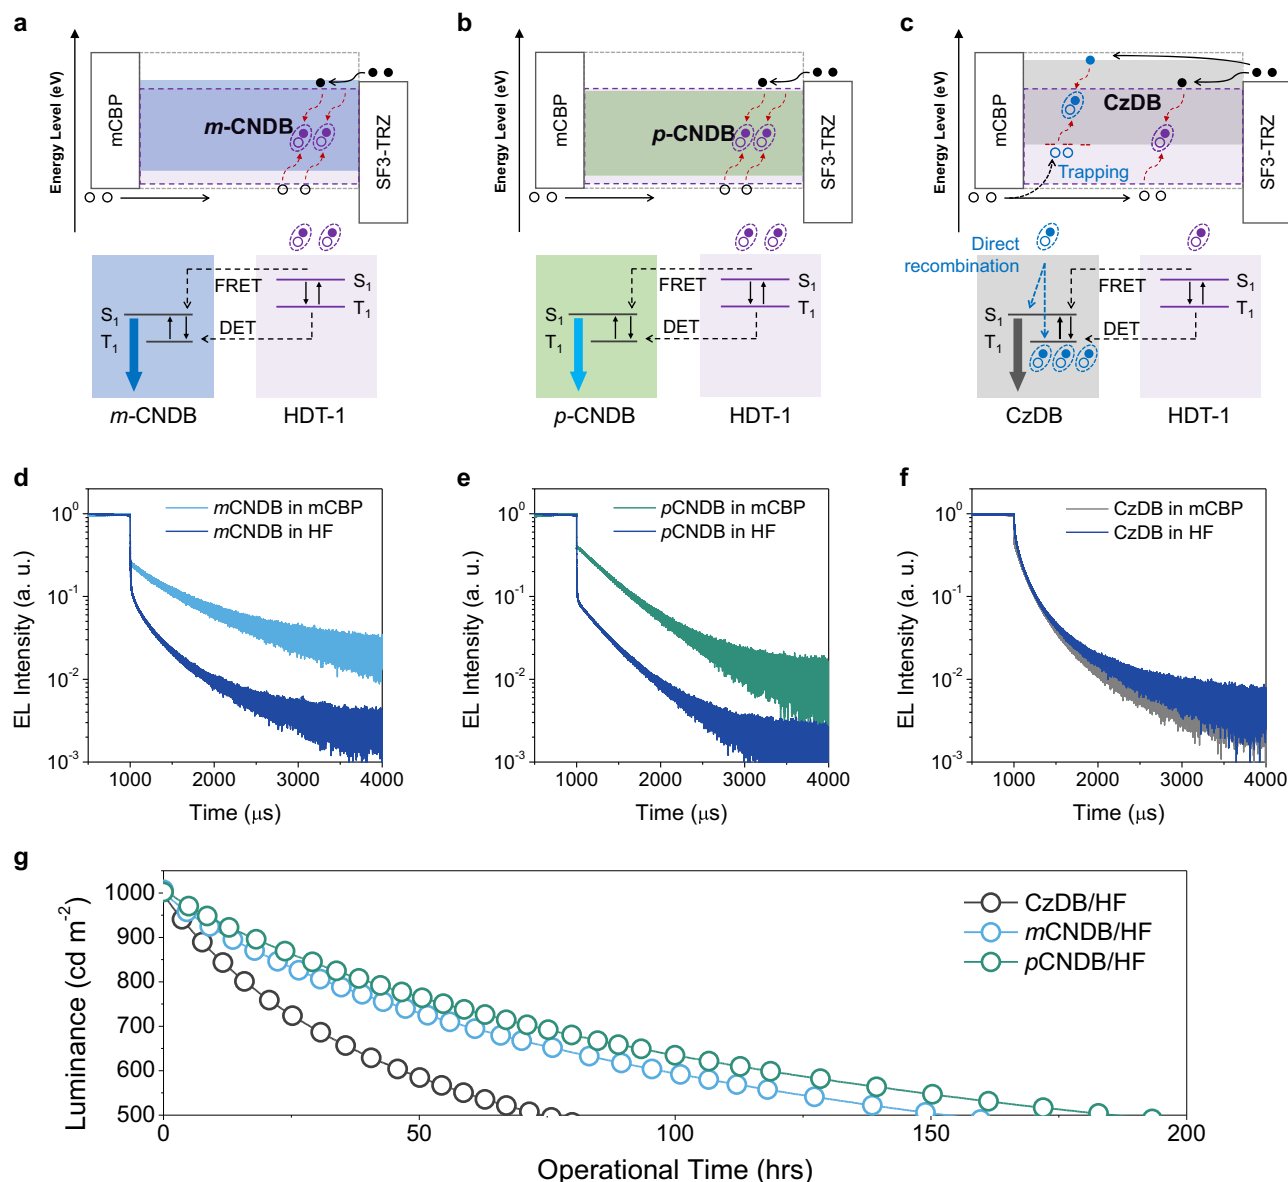 a
Energy Level (eV)
mCBP
m-CNDB
SF3-TRZ
FRET
S1
T1
S1
DET
T1
m-CNDB
HDT-1
b
Energy Level (eV)
mCBP
p-CNDB
SF3-TRZ
FRET
S1
T1
S1
DET
T1
p-CNDB
HDT-1
c
Energy Level (eV)
mCBP
CzDB
Trapping
SF3-TRZ
Direct
recombination
FRET
S1
T1
S1
DET
T1
CzDB
HDT-1
d
mCNDB in mCBP
mCNDB in HF
EL Intensity (a. u.)
10^0
10^-1
10^-2
10^-3
1000 2000 3000 4000
Time (μs)
e
pCNDB in mCBP
pCNDB in HF
EL Intensity (a. u.)
10^0
10^-1
10^-2
10^-3
1000 2000 3000 4000
Time (μs)
f
CzDB in mCBP
CzDB in HF
EL Intensity (a. u.)
10^0
10^-1
10^-2
10^-3
1000 2000 3000 4000
Time (μs)
g
Luminance (cd m^-2)
1000
900
800
700
600
500
CzDB/HF
mCNDB/HF
pCNDB/HF
0 50 100 150 200
Operational Time (hrs)